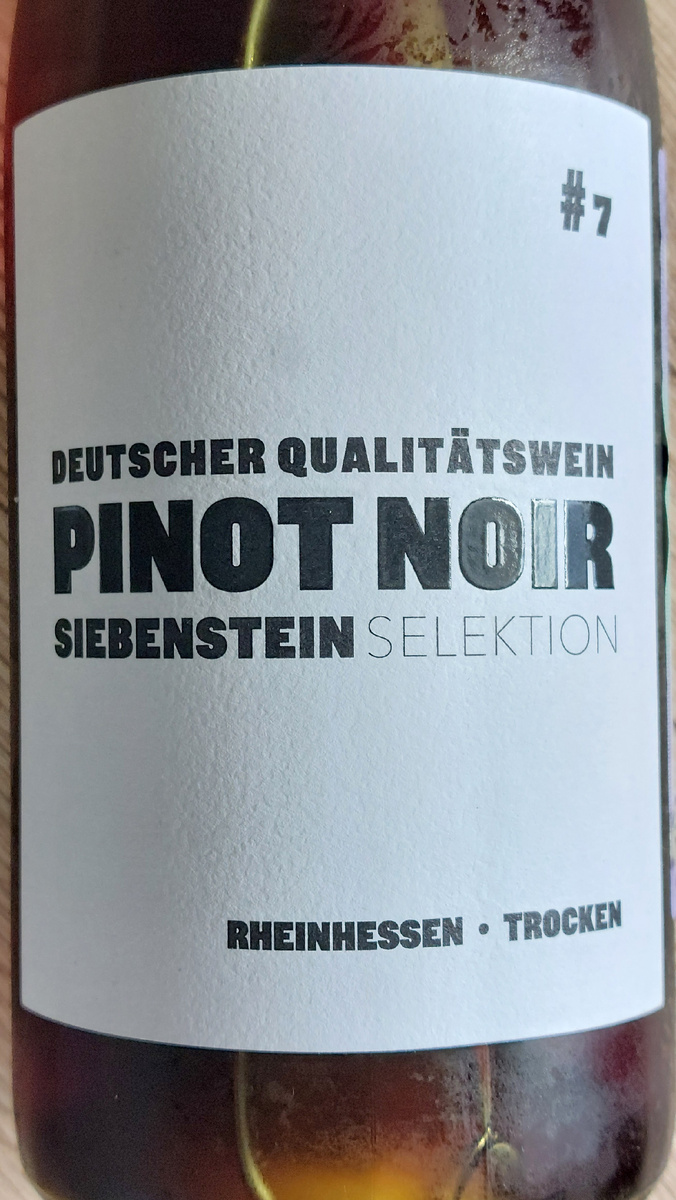 #7
DEUTSCHER QUALITÄTSWEIN
PINOT NOIR
SIEBENSTEIN SELEKTION
RHEINHESSEN • TROCKEN